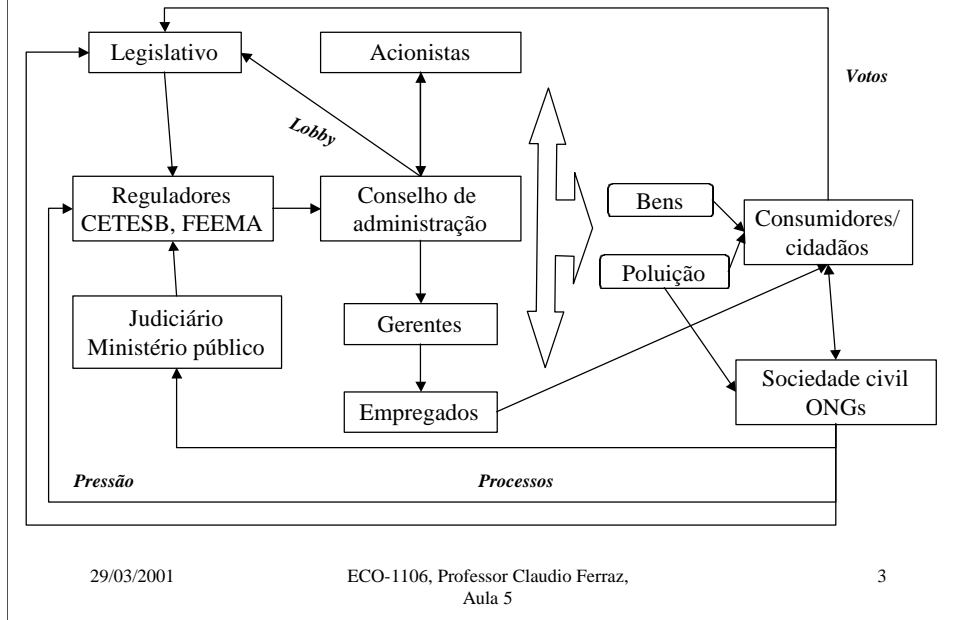 Legislativo
Acionistas
Votos
Lobby
Reguladores
CETESB, FEEMA
Conselho de
administração
Bens
Consumidores/
cidadãos
Poluição
Judiciário
Ministério público
Gerentes
Sociedade civil
ONGs
Empregados
Pressão
Processos
29/03/2001
ECO-1106, Professor Claudio Ferraz,
Aula 5
3